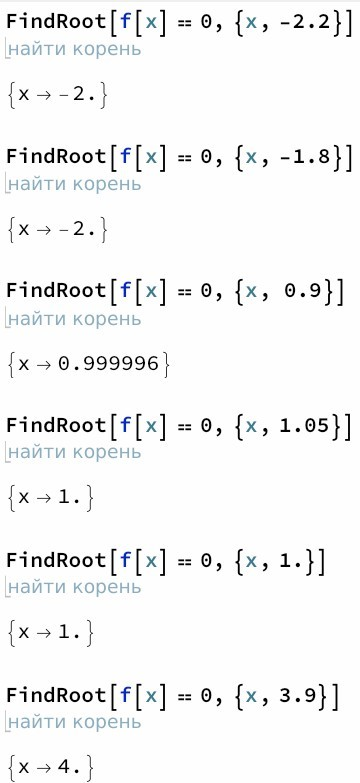 FindRoot[f[x] == 0, {x, -2.2}]
найти корень
{x → -2.}
FindRoot[f[x] == 0, {x, -1.8}]
найти корень
{x → -2.}
FindRoot[f[x] == 0, {x, 0.9}]
найти корень
{x → 0.999996}
FindRoot[f[x] == 0, {x, 1.05}]
найти корень
{x → 1.}
FindRoot[f[x] == 0, {x, 1.}]
найти корень
{x → 1.}
FindRoot[f[x] == 0, {x, 3.9}]
найти корень
{x → 4.}